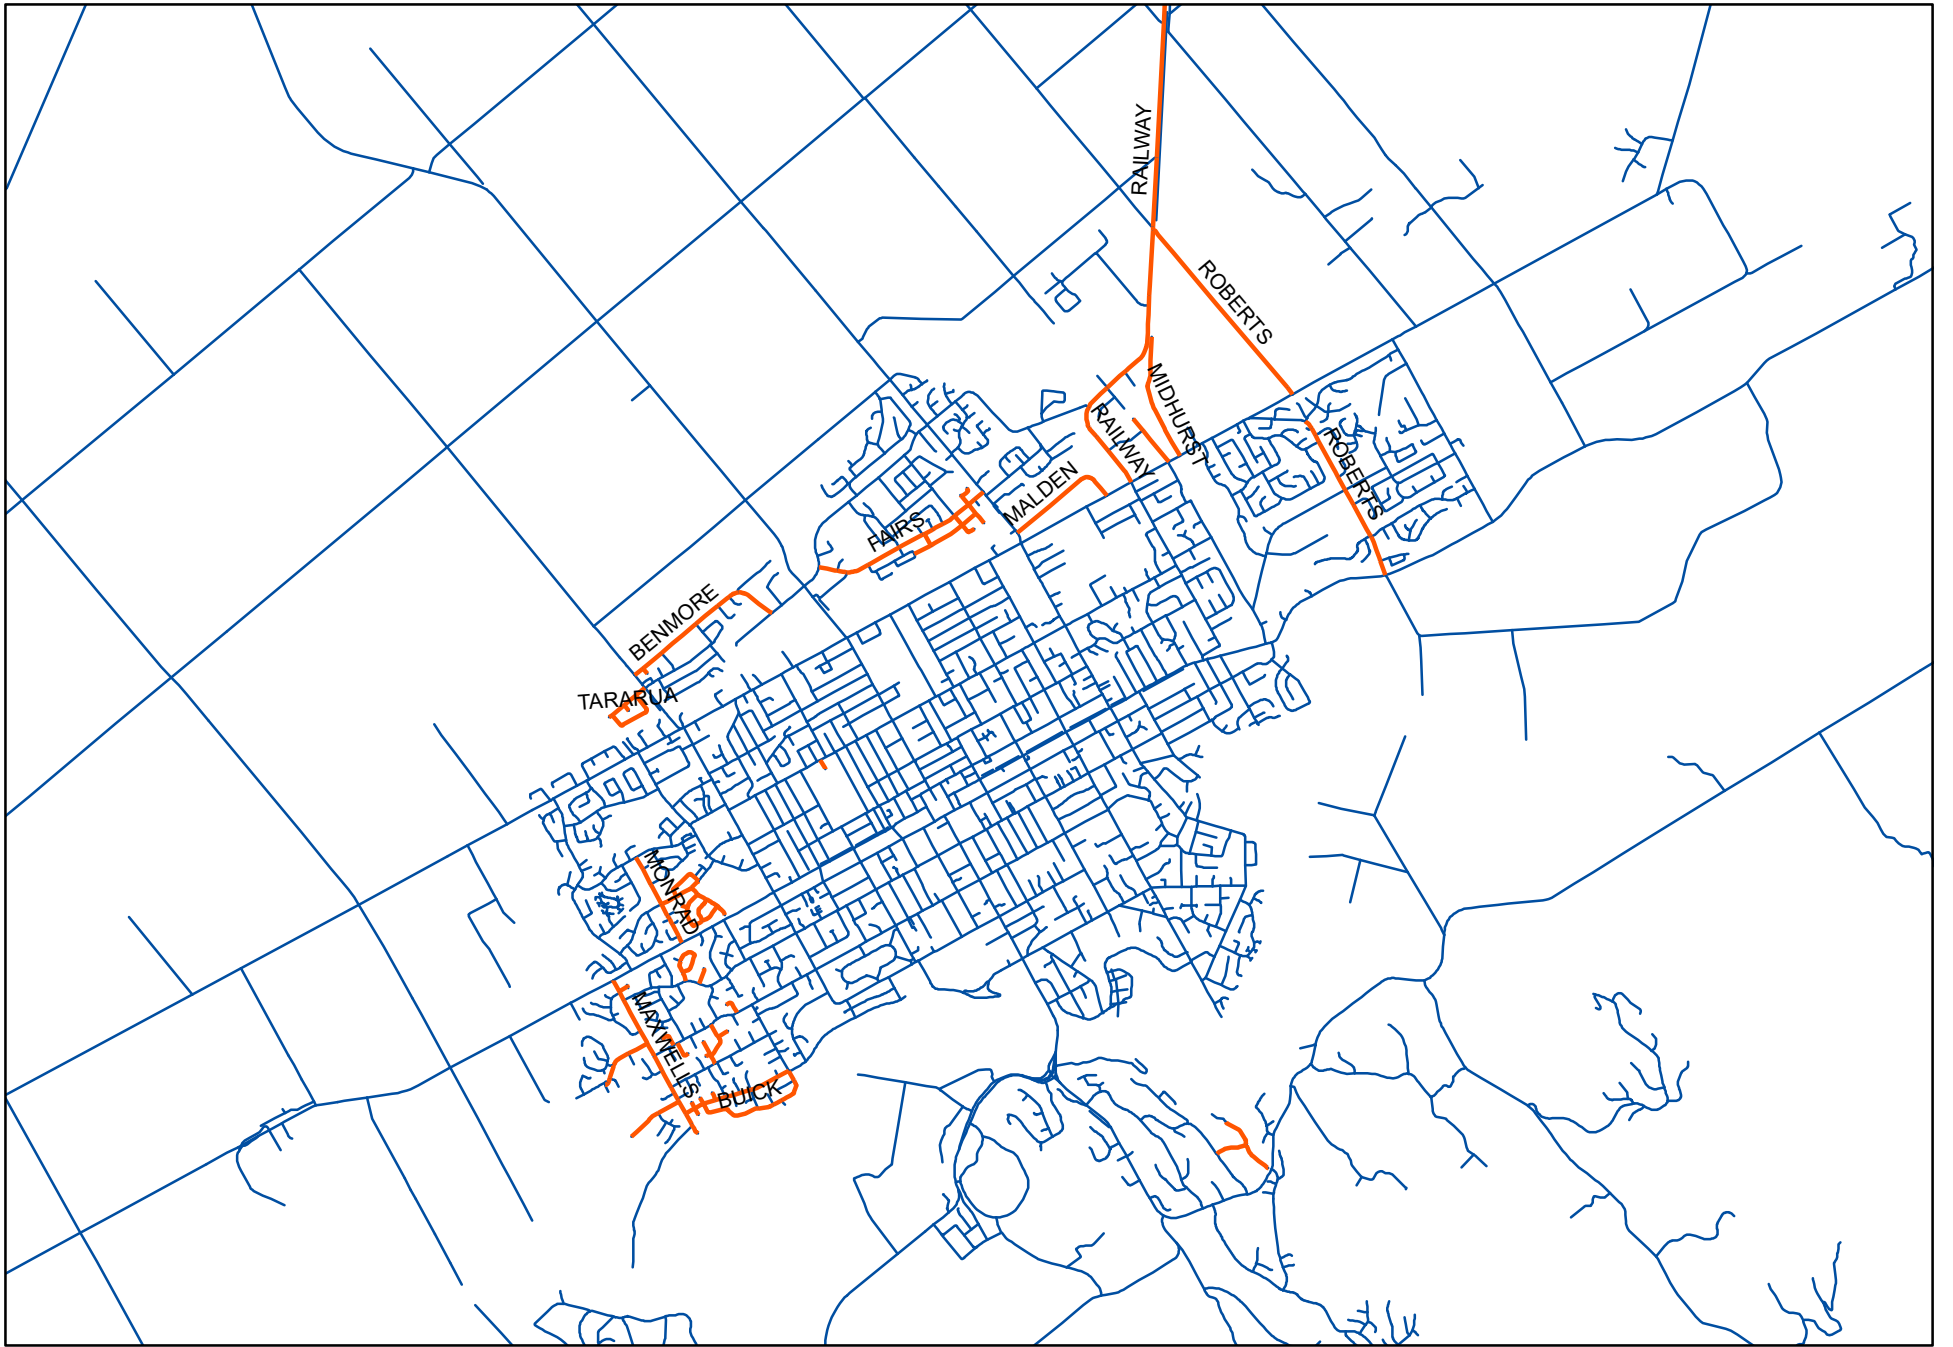 RAILWAY
ROBERTS
MIDHURST
RAILWAY
ROBERTS
MALDEN
FAIRS
BENMORE
TARARUA
MONRAD
MAXWELLS
BUICK